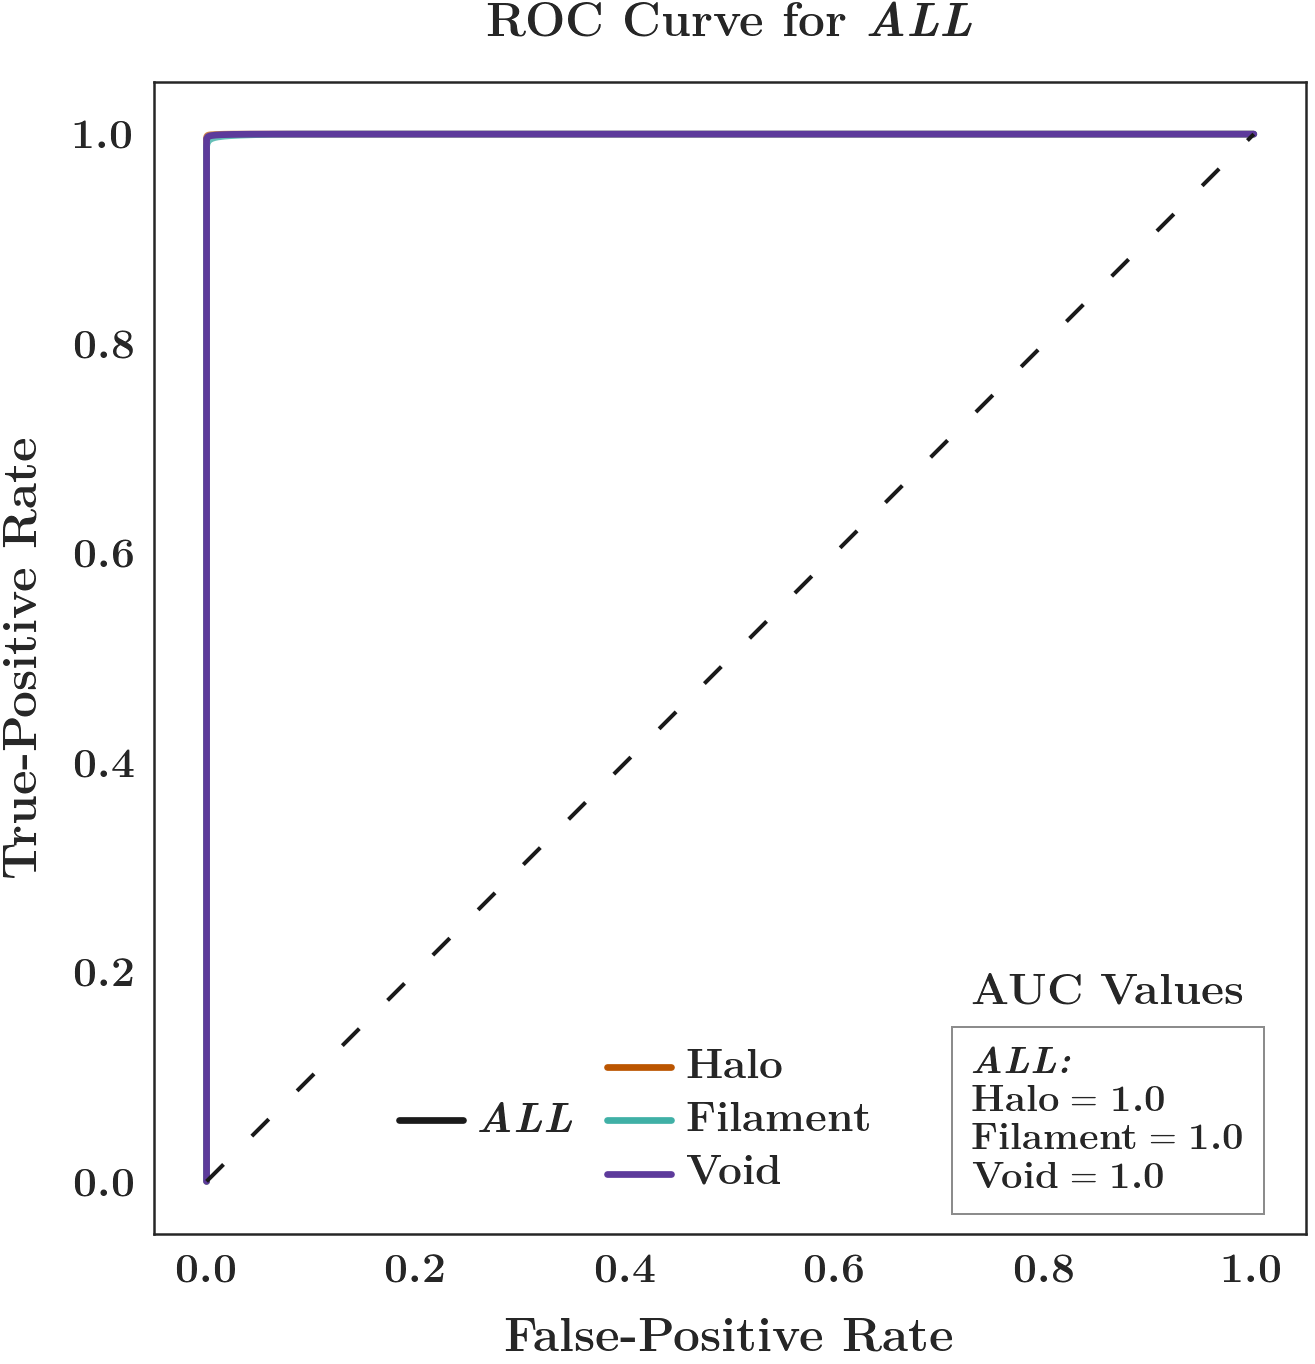 ROC Curve for ALL
True-Positive Rate
1.0
0.8
0.6
0.4
0.2
0.0
ALL
Halo
Filament
Void
AUC Values
ALL:
Halo = 1.0
Filament = 1.0
Void = 1.0
0.0 0.2 0.4 0.6 0.8 1.0
False-Positive Rate